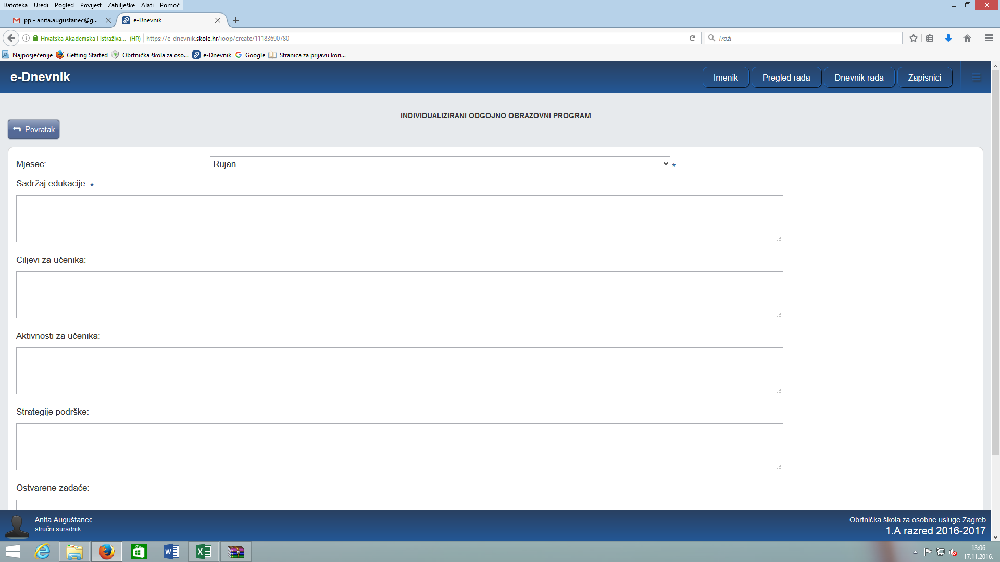 Datoteka Uredi Pogled Povijest Zabilješke Alati Pomoć
pp - anita.augustanec@g...
e-Dnevnik
Hrvatska Akademska i Istraživa... (HR)
https://e-dnevnik.skole.hr/ioop/create/11183690780
Traži
Najposjećenije Getting Started Obrtnička škola za oso... e-Dnevnik Google Stranica za prijavu kori...
e-Dnevnik
Imenik Pregled rada Dnevnik rada Zapisnici
INDIVIDUALIZIRANI ODGOJNO OBRAZOVNI PROGRAM
Povratak
Mjesec: Rujan *
Sadržaj edukacije: *
Ciljevi za učenika:
Aktivnosti za učenika:
Strategije podrške:
Ostvarene zadaće:
Anita Auguštanec
stručni suradnik
Obrtnička škola za osobne usluge Zagreb
1.A razred 2016-2017
13:06
17.11.2016.